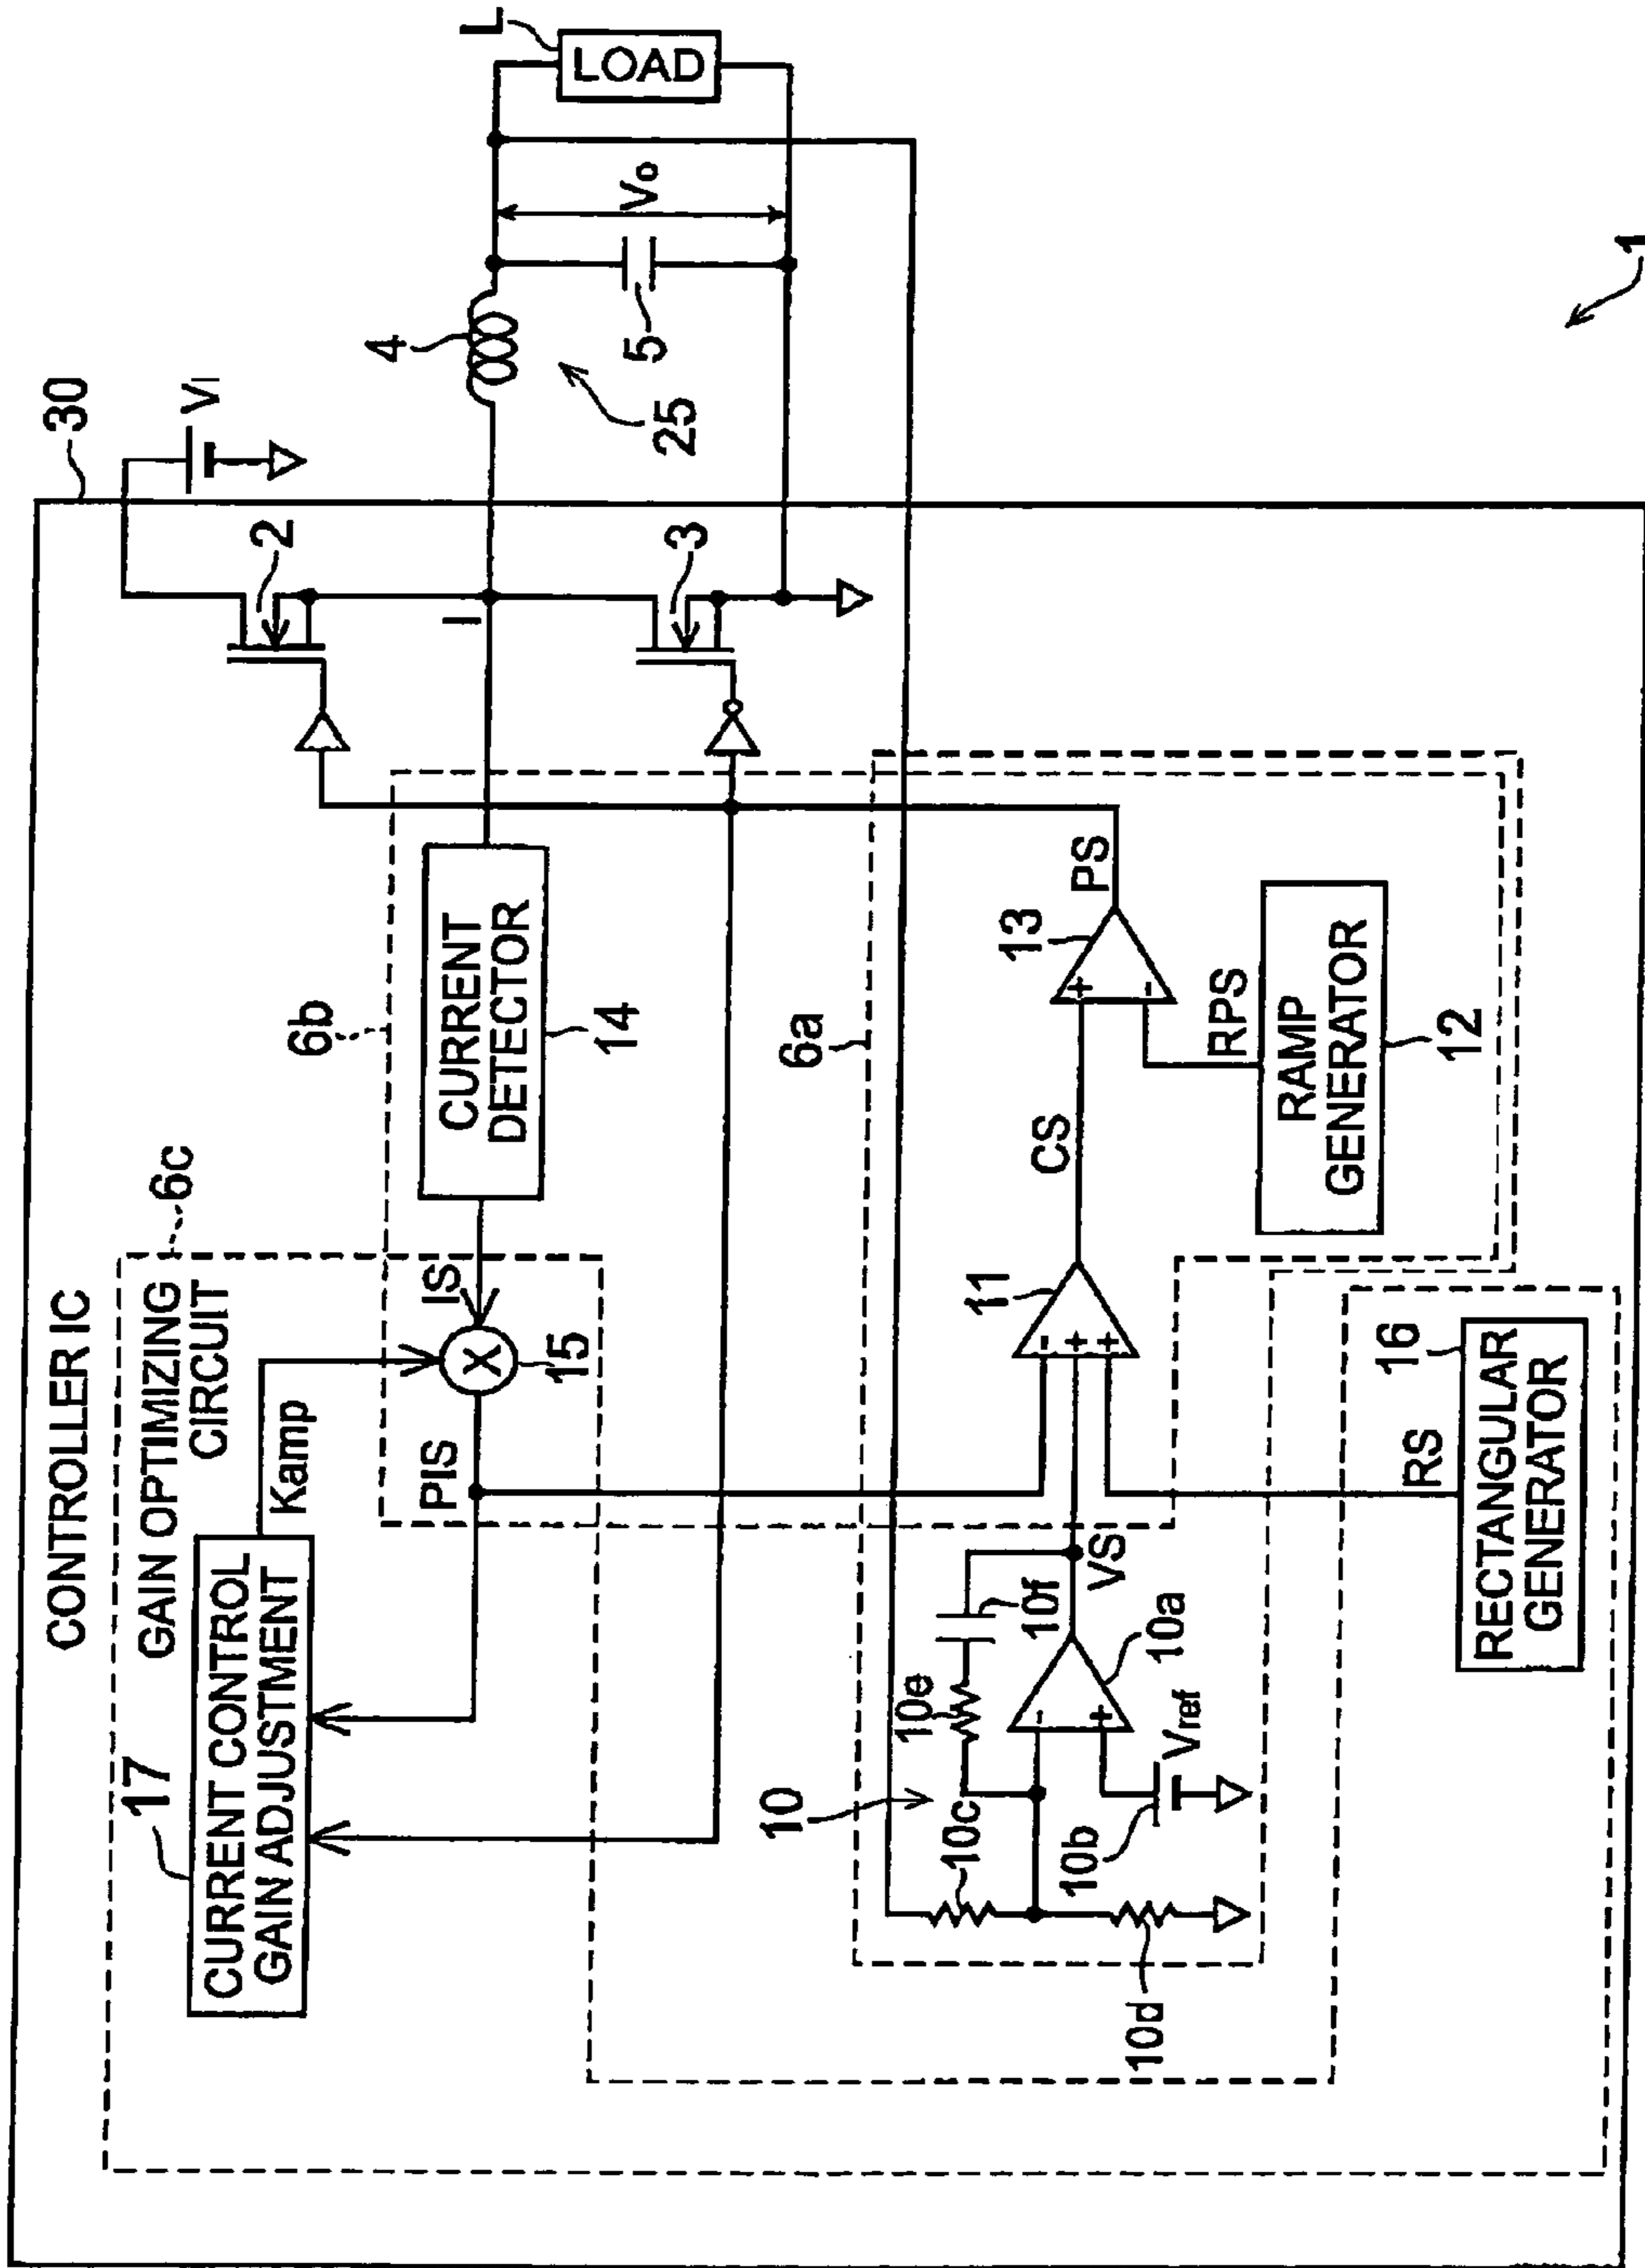 CONTROLLER IC
30
GAIN OPTIMIZING
CIRCUIT
6c
17
CURRENT CONTROL
GAIN ADJUSTMENT
Kamp
6b
2
VI
4
L
LOAD
PIS
IS
15
CURRENT
DETECTOR
14
I
3
25
5
Vo
10
10c
10d
10e
10f
10b
Vref
10a
VS
11
-
+
+
-
+
6a
CS
13
+
-
PS
RPS
RAMP
GENERATOR
12
RS
16
RECTANGULAR
GENERATOR
1